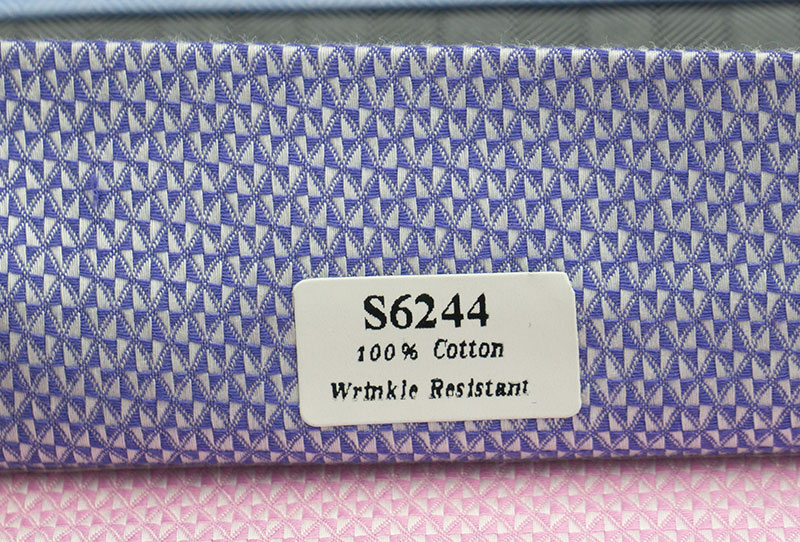 S6244
100% Cotton
Wrinkle Resistant